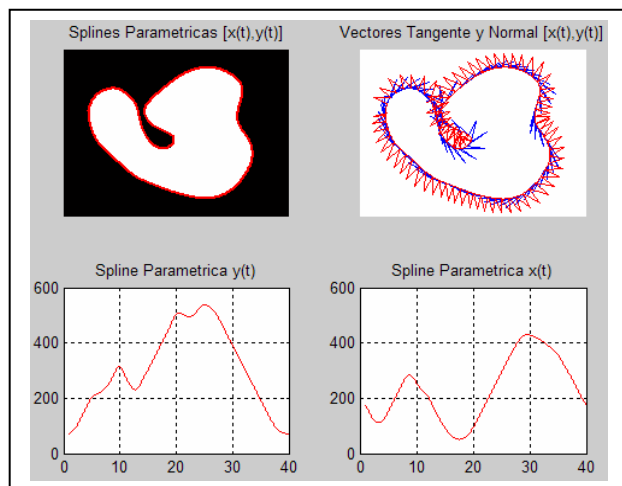 Splines Parametricas [x(t),y(t)]
Vectores Tangente y Normal [x(t),y(t)]
Spline Parametrica y(t)
600
400
200
0
0 10 20 30 40
Spline Parametrica x(t)
600
400
200
0
0 10 20 30 40